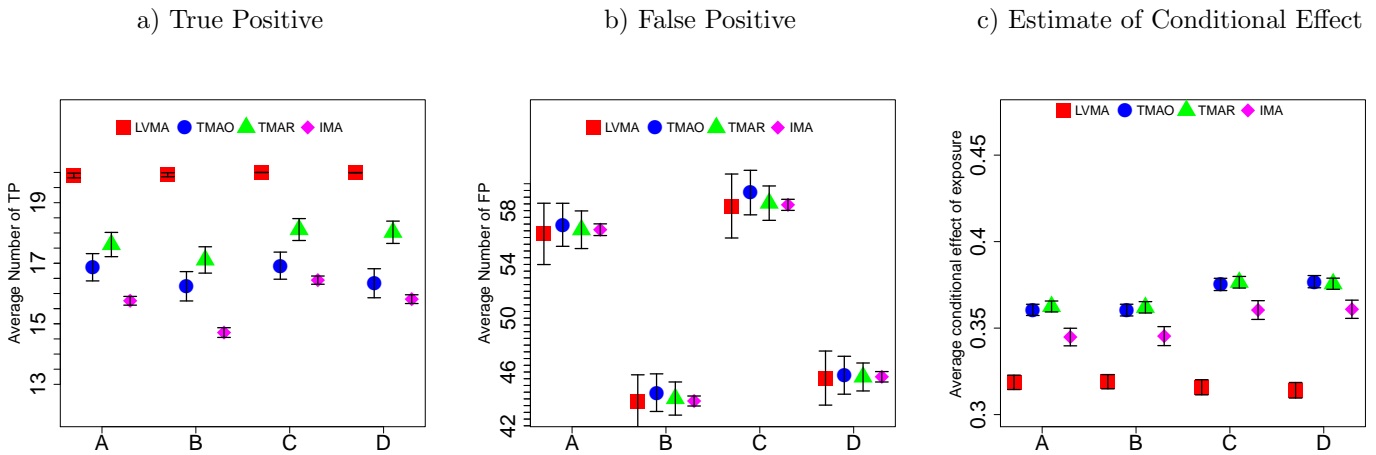 a) True Positive
b) False Positive
c) Estimate of Conditional Effect
LVMA TMAO TMAR IMA
Average Number of TP
19
17
15
13
A B C D
LVMA TMAO TMAR IMA
Average Number of FP
58
54
50
46
42
A B C D
LVMA TMAO TMAR IMA
Average conditional effect of exposure
0.45
0.4
0.35
0.3
A B C D